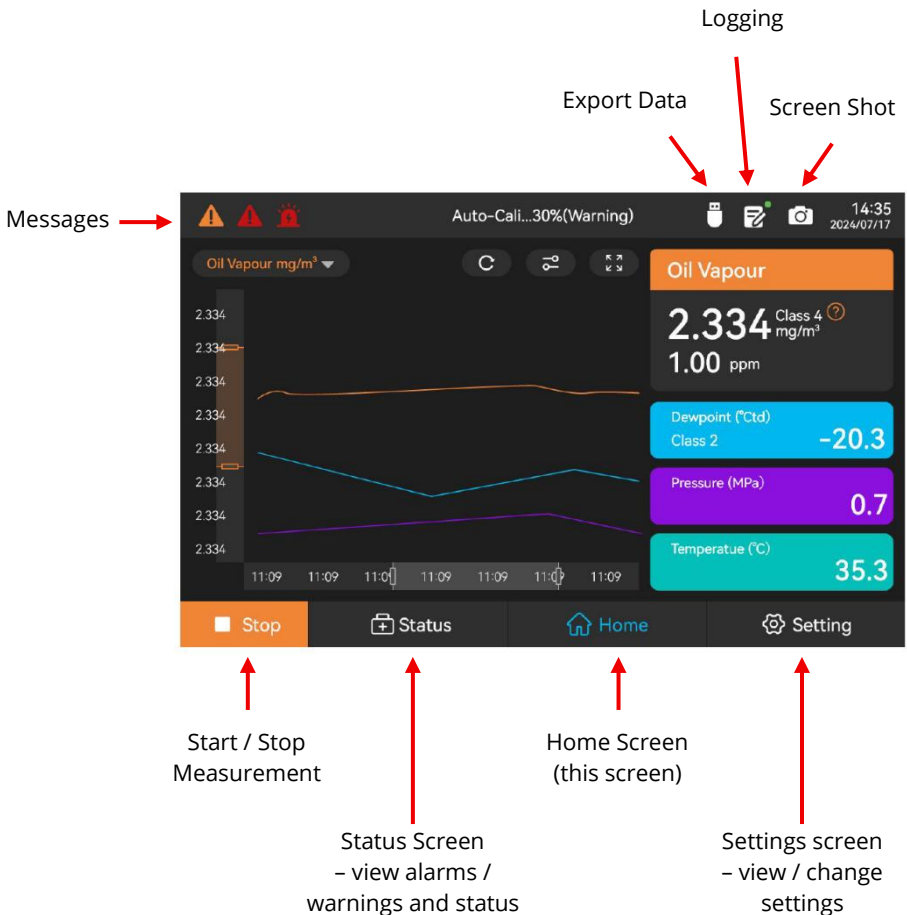 Logging
Export Data
Screen Shot
Messages
Auto-Cali...30%(Warning)
14:35
2024/07/17
Oil Vapour mg/m³
Oil Vapour
2.334
2.334
2.334
2.334
2.334
2.334
2.334
2.334
2.334 Class 4 ?
mg/m³
1.00 ppm
Dewpoint (°Ctd)
Class 2
-20.3
Pressure (MPa)
0.7
Temperatue (°C)
35.3
11:09 11:09 11:09 11:09 11:09 11:09 11:09
Stop Status Home Setting
Start / Stop
Measurement
Home Screen
(this screen)
Status Screen
– view alarms /
warnings and status
Settings screen
– view / change
settings